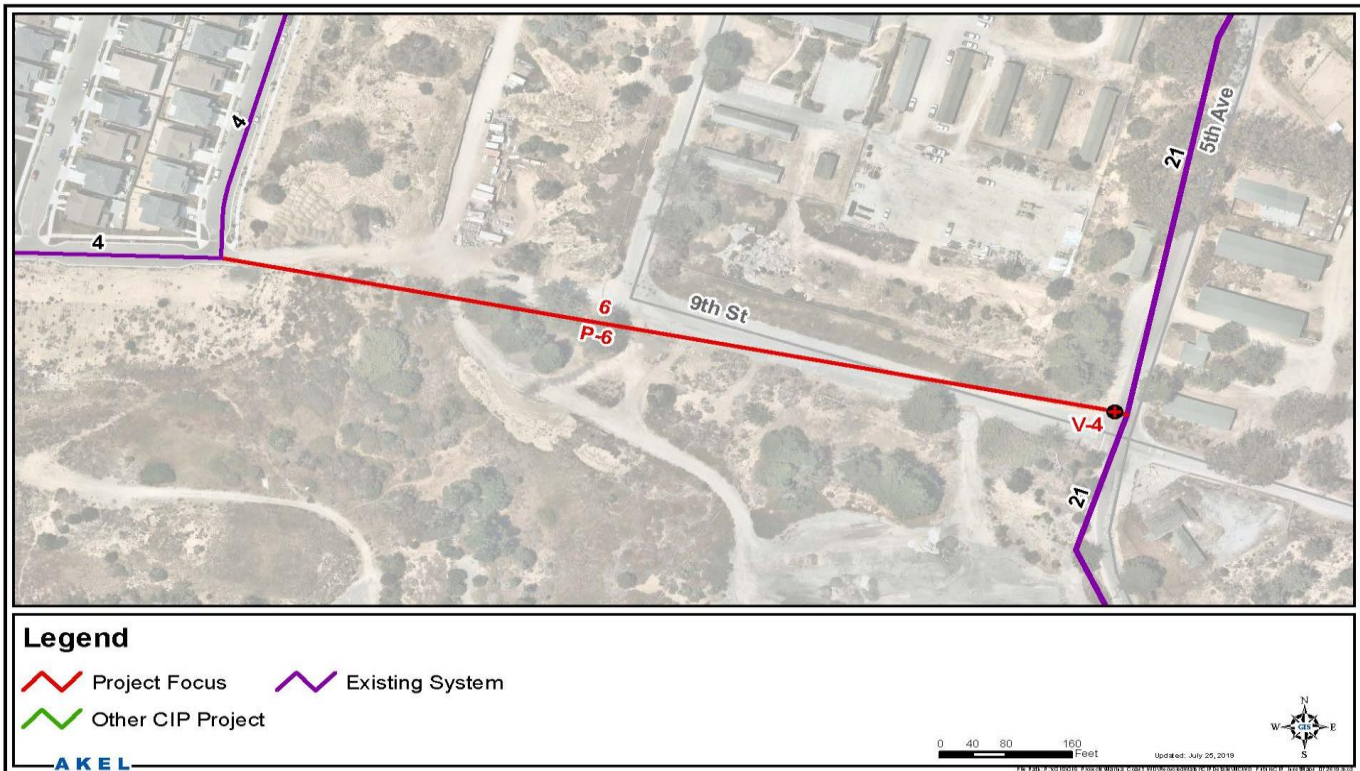 4
4
21
5th Ave
6
P-6
9th St
V-4
21
Legend
Project Focus
Existing System
Other CIP Project
AKEL
N
W
GIS
E
S
0 40 80 160
Feet
Updated: July 25, 2019